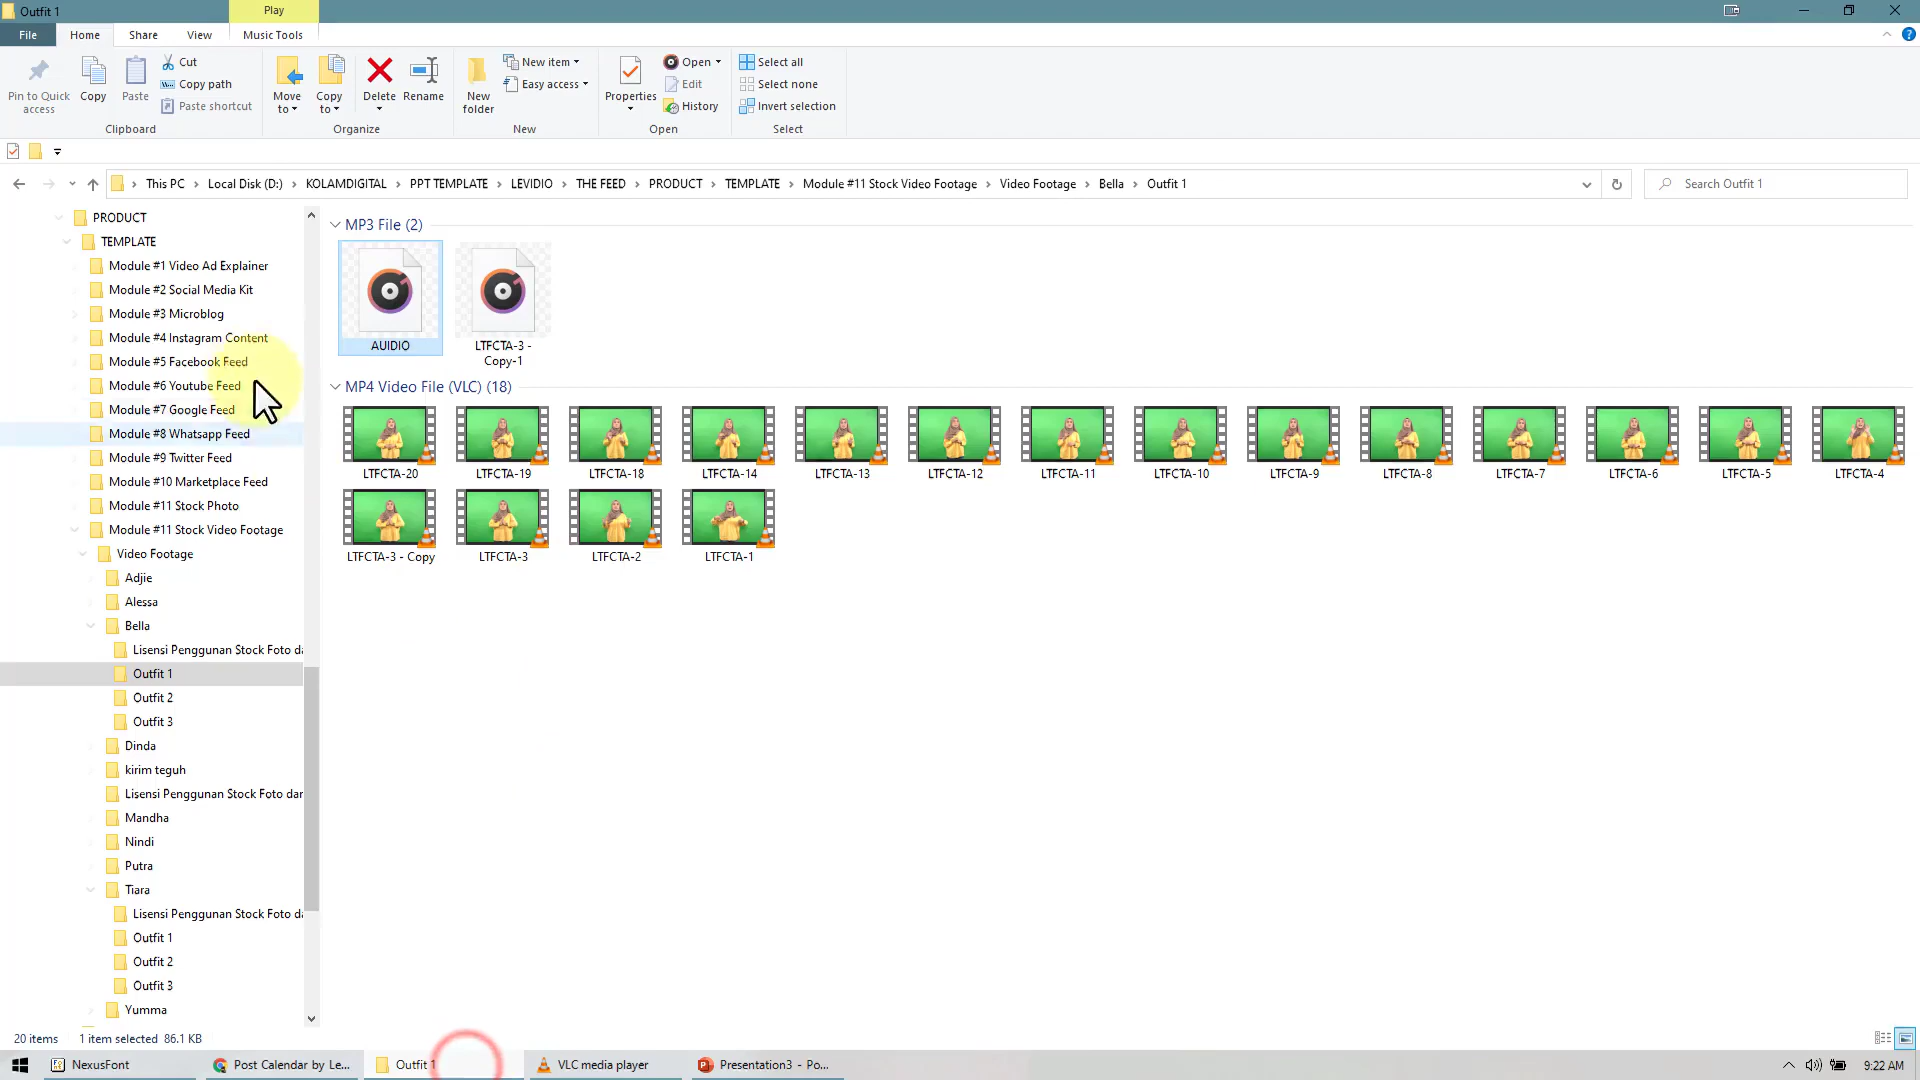 Outfit 1
Play
File
Home
Share
View
Music Tools
Pin to Quick access
Copy
Paste
Cut
Copy path
Paste shortcut
Clipboard
Move to
Copy to
Delete
Rename
Organize
New folder
New item
Easy access
New
Properties
Open
Edit
History
Open
Select all
Select none
Invert selection
Select
This PC
Local Disk (D:)
KOLAMDIGITAL
PPT TEMPLATE
LEVIDIO
THE FEED
PRODUCT
TEMPLATE
Module #11 Stock Video Footage
Video Footage
Bella
Outfit 1
Search Outfit 1
PRODUCT
TEMPLATE
Module #1 Video Ad Explainer
Module #2 Social Media Kit
Module #3 Microblog
Module #4 Instagram Content
Module #5 Facebook Feed
Module #6 Youtube Feed
Module #7 Google Feed
Module #8 Whatsapp Feed
Module #9 Twitter Feed
Module #10 Marketplace Feed
Module #11 Stock Photo
Module #11 Stock Video Footage
Video Footage
Adjie
Alessa
Bella
Lisensi Penggunan Stock Foto da
Outfit 1
Outfit 2
Outfit 3
Dinda
kirim teguh
Lisensi Penggunan Stock Foto dar
Mandha
Nindi
Putra
Tiara
Lisensi Penggunan Stock Foto da
Outfit 1
Outfit 2
Outfit 3
Yumma
MP3 File (2)
AUIDIO
LTFCTA-3 -
Copy-1
MP4 Video File (VLC) (18)
LTFCTA-20
LTFCTA-19
LTFCTA-18
LTFCTA-14
LTFCTA-13
LTFCTA-12
LTFCTA-11
LTFCTA-10
LTFCTA-9
LTFCTA-8
LTFCTA-7
LTFCTA-6
LTFCTA-5
LTFCTA-4
LTFCTA-3 - Copy
LTFCTA-3
LTFCTA-2
LTFCTA-1
20 items
1 item selected 86.1 KB
NexusFont
Post Calendar by Le...
Outfit 1
VLC media player
Presentation3 - Po...
9:22 AM